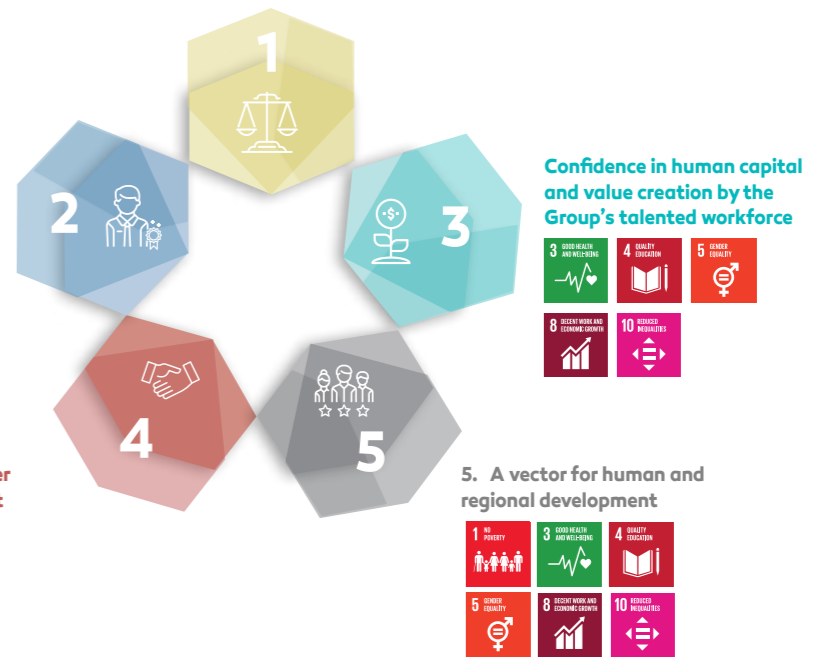 1
2
3
Confidence in human capital
and value creation by the
Group's talented workforce
3 GOOD HEALTH
AND WELL-BEING
4 QUALITY
EDUCATION
5 GENDER
EQUALITY
8 DECENT WORK AND
ECONOMIC GROWTH
10 REDUCED
INEQUALITIES
4
5
er
t
5. A vector for human and
regional development
1 NO
POVERTY
3 GOOD HEALTH
AND WELL-BEING
4 QUALITY
EDUCATION
5 GENDER
EQUALITY
8 DECENT WORK AND
ECONOMIC GROWTH
10 REDUCED
INEQUALITIES